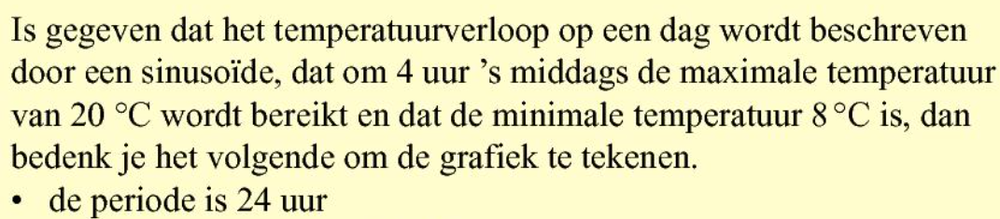 Is gegeven dat het temperatuurverloop op een dag wordt beschreven
door een sinusoïde, dat om 4 uur ’s middags de maximale temperatuur
van 20 °C wordt bereikt en dat de minimale temperatuur 8 °C is, dan
bedenk je het volgende om de grafiek te tekenen.
• de periode is 24 uur